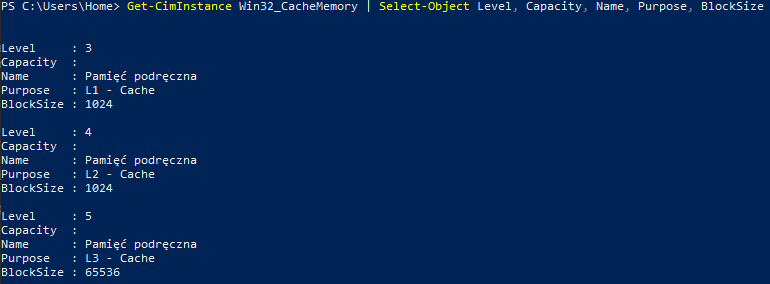 PS C:\Users\Home> Get-CimInstance Win32_CacheMemory | Select-Object Level, Capacity, Name, Purpose, BlockSize
Level     : 3
Capacity  :
Name      : Pamięć podręczna
Purpose   : L1 - Cache
BlockSize : 1024
Level     : 4
Capacity  :
Name      : Pamięć podręczna
Purpose   : L2 - Cache
BlockSize : 1024
Level     : 5
Capacity  :
Name      : Pamięć podręczna
Purpose   : L3 - Cache
BlockSize : 65536